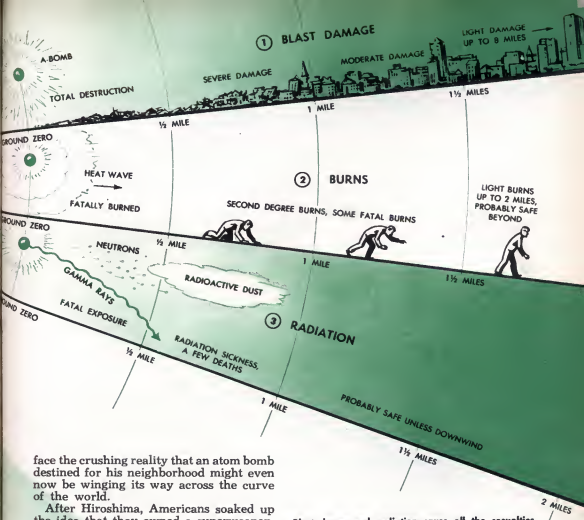 ① BLAST DAMAGE
A-BOMB
TOTAL DESTRUCTION
SEVERE DAMAGE
MODERATE DAMAGE
LIGHT DAMAGE
UP TO 8 MILES
½ MILE
1 MILE
1½ MILES
GROUND ZERO
HEAT WAVE
FATALLY BURNED
② BURNS
SECOND DEGREE BURNS, SOME FATAL BURNS
LIGHT BURNS
UP TO 2 MILES,
PROBABLY SAFE
BEYOND
½ MILE
1 MILE
1½ MILES
GROUND ZERO
NEUTRONS
GAMMA RAYS
RADIOACTIVE DUST
③ RADIATION
FATAL EXPOSURE
RADIATION SICKNESS,
A FEW DEATHS
PROBABLY SAFE UNLESS DOWNWIND
ZERO
½ MILE
1 MILE
1½ MILES
2 MILES
face the crushing reality that an atom bomb
destined for his neighborhood might even
now be winging its way across the curve
of the world.
After Hiroshima, Americans soaked up